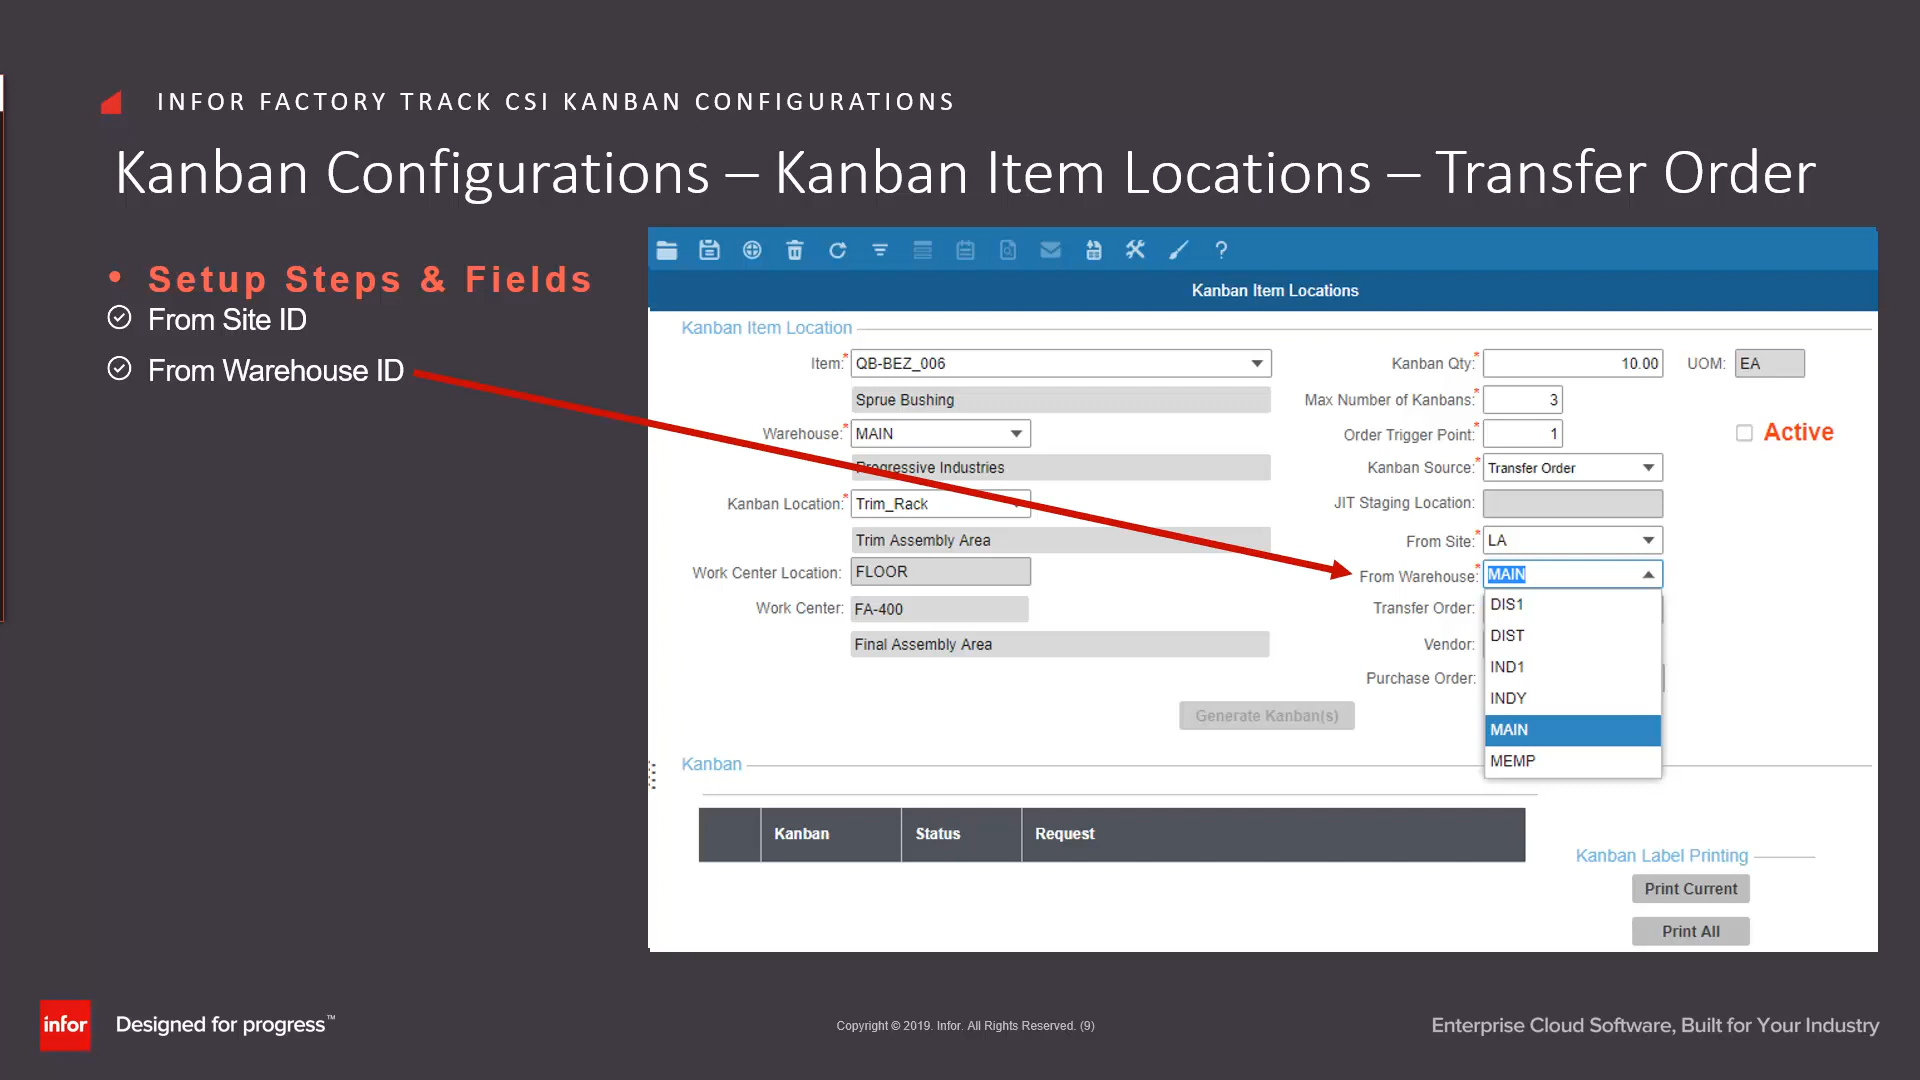 INFOR FACTORY TRACK CSI KANBAN CONFIGURATIONS
Kanban Configurations – Kanban Item Locations – Transfer Order
• Setup Steps & Fields
From Site ID
From Warehouse ID
Kanban Item Locations
Kanban Item Location
Item:* QB-BEZ_006
Sprue Bushing
Warehouse:* MAIN
Progressive Industries
Kanban Location:* Trim_Rack
Trim Assembly Area
Work Center Location: FLOOR
Work Center: FA-400
Final Assembly Area
Kanban Qty:* 10.00 UOM: EA
Max Number of Kanbans:* 3
Order Trigger Point:* 1
Active
Kanban Source:* Transfer Order
JIT Staging Location:
From Site:* LA
From Warehouse:* MAIN
Transfer Order:
Vendor:
Purchase Order:
DIS1
DIST
IND1
INDY
MAIN
MEMP
Generate Kanban(s)
Kanban
Kanban Status Request
Kanban Label Printing
Print Current
Print All
infor Designed for progress™
Copyright © 2019. Infor. All Rights Reserved. (9)
Enterprise Cloud Software, Built for Your Industry